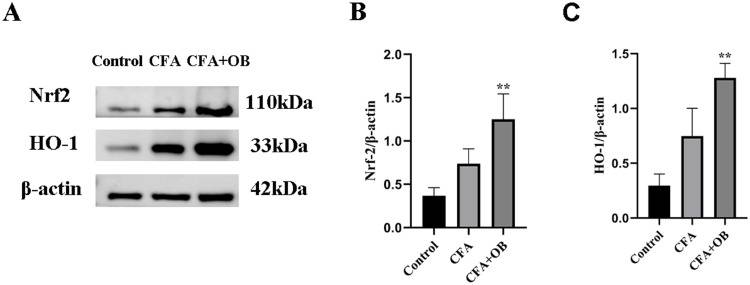 A
Control CFA CFA+OB
Nrf2 110kDa
HO-1 33kDa
β-actin 42kDa
B
2.0
1.5
1.0
0.5
0.0
Nrf-2/β-actin
**
Control CFA CFA+OB
C
1.5
1.0
0.5
0.0
HO-1/β-actin
**
Control CFA CFA+OB